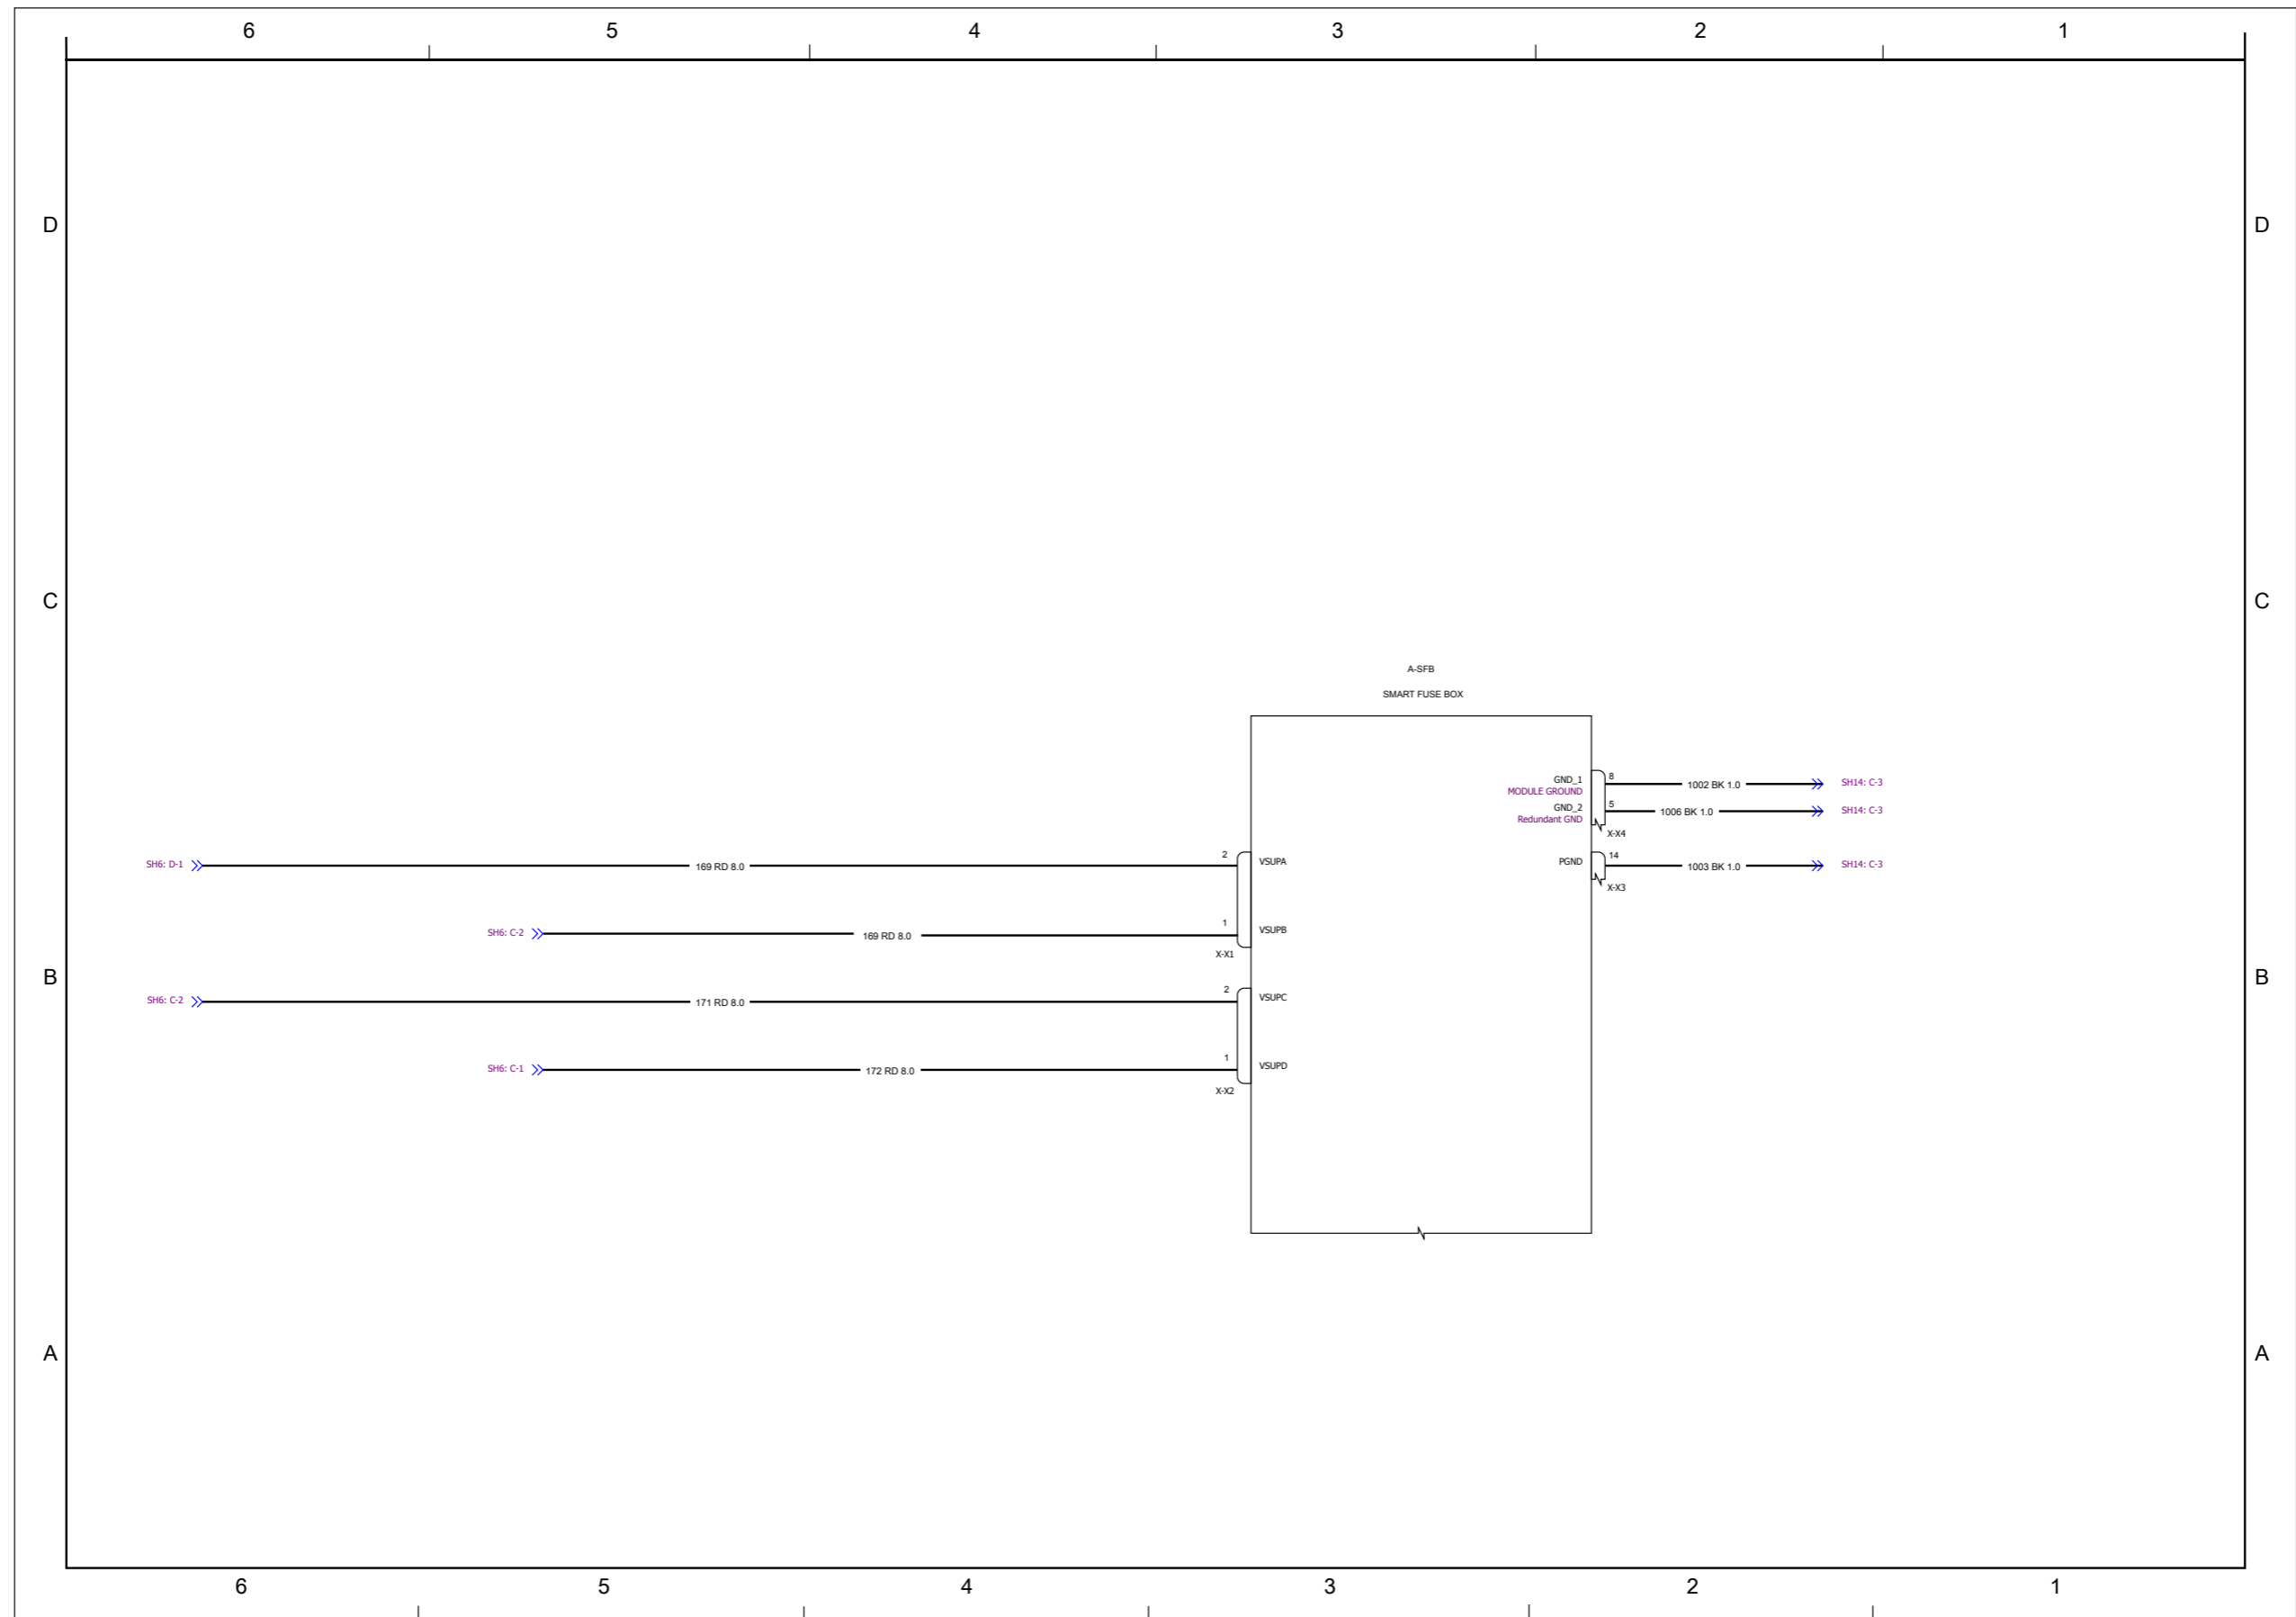 6 5 4 3 2 1
D D
C C
A-SFB
SMART FUSE BOX
GND_1 8 1002 BK 1.0 SH14: C-3
MODULE GROUND
GND_2 5 1006 BK 1.0 SH14: C-3
Redundant GND
X-X4
SH6: D-1 169 RD 8.0 2 VSUPA PGND 14 1003 BK 1.0 SH14: C-3
X-X3
SH6: C-2 169 RD 8.0 1 VSUPB
X-X1
B B
SH6: C-2 171 RD 8.0 2 VSUPC
SH6: C-1 172 RD 8.0 1 VSUPD
X-X2
A A
6 5 4 3 2 1